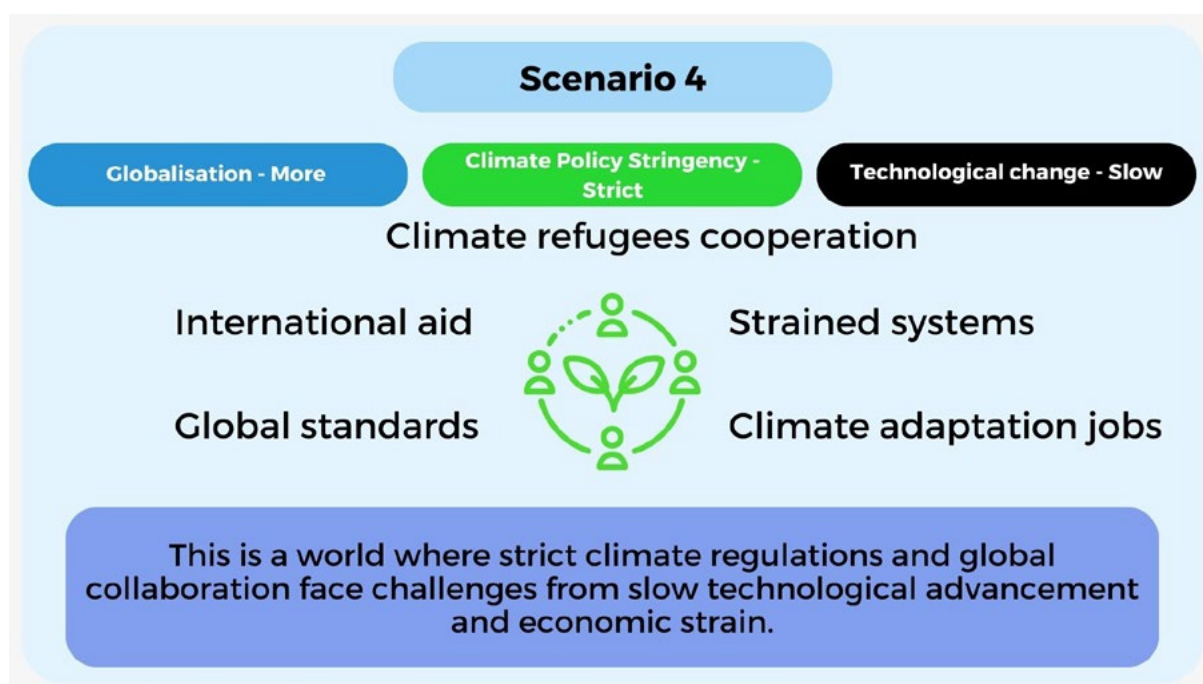 Scenario 4
Globalisation - More
Climate Policy Stringency -
Strict
Technological change - Slow
Climate refugees cooperation
International aid
Strained systems
Global standards
Climate adaptation jobs
This is a world where strict climate regulations and global
collaboration face challenges from slow technological advancement
and economic strain.